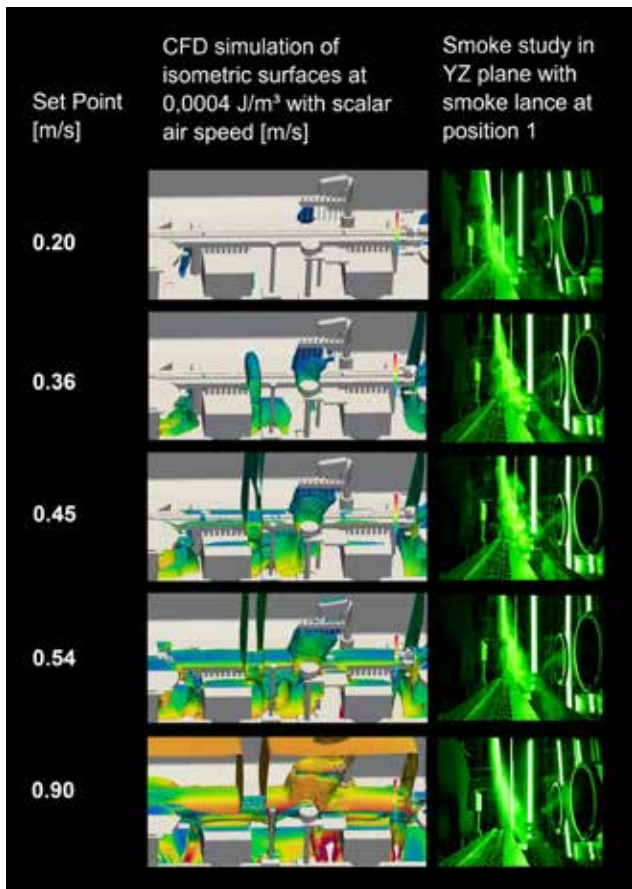 CFD simulation of
isometric surfaces at
0,0004 J/m³ with scalar
air speed [m/s]
Smoke study in
YZ plane with
smoke lance at
position 1
Set Point
[m/s]
0.20
0.36
0.45
0.54
0.90